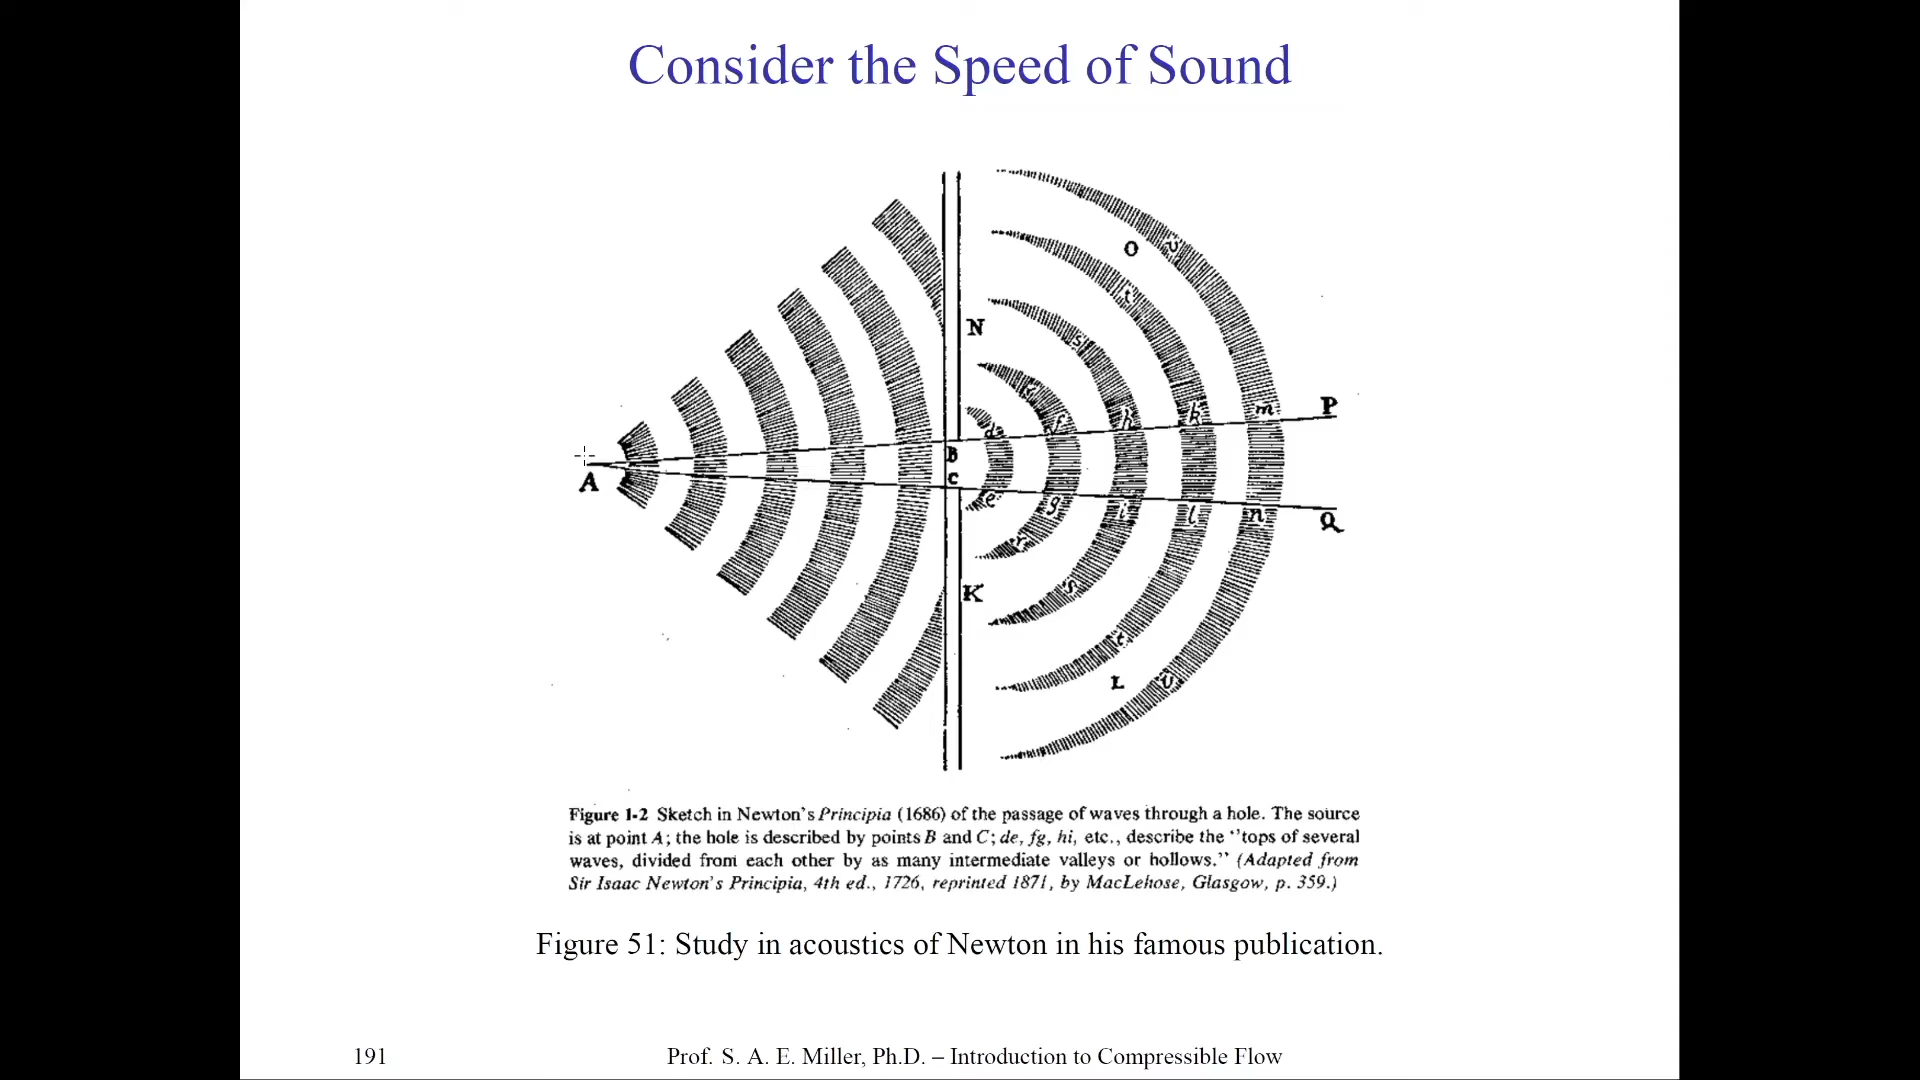 Consider the Speed of Sound
O
v
t
N
s
r
P
m
k
h
f
d
B
A
C
e
g
i
l
n
Q
r
K
s
t
L
v
Figure 1-2 Sketch in Newton's Principia (1686) of the passage of waves through a hole. The source
is at point A; the hole is described by points B and C; de, fg, hi, etc., describe the "tops of several
waves, divided from each other by as many intermediate valleys or hollows." (Adapted from
Sir Isaac Newton's Principia, 4th ed., 1726, reprinted 1871, by MacLehose, Glasgow, p. 359.)
Figure 51: Study in acoustics of Newton in his famous publication.
191
Prof. S. A. E. Miller, Ph.D. – Introduction to Compressible Flow